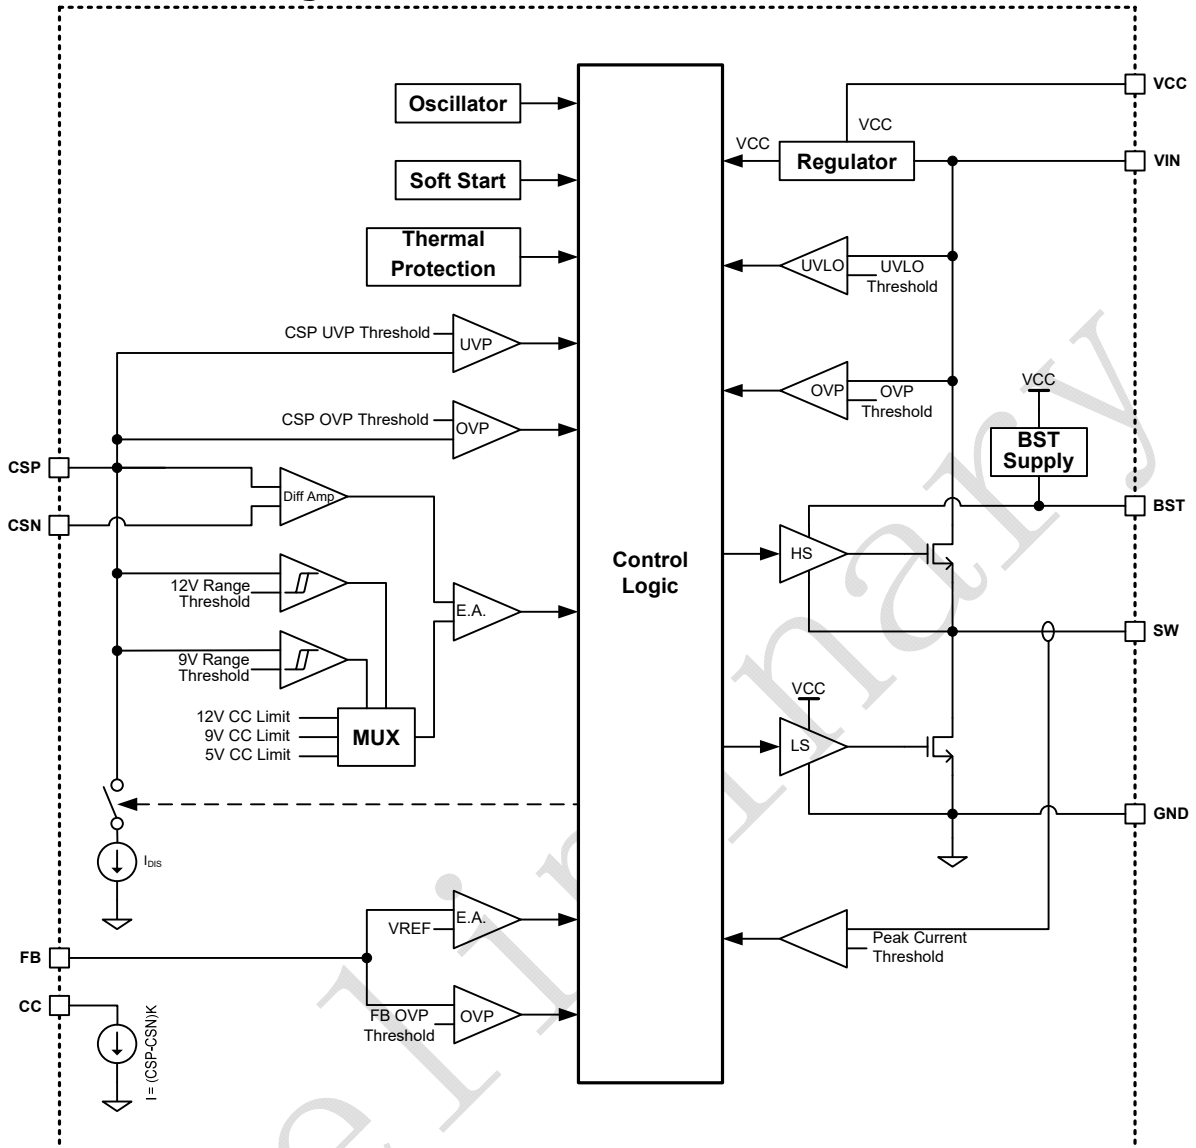 VCC
VCC
VCC
VIN
Oscillator
Regulator
Soft Start
Thermal
Protection
UVLO
UVLO
Threshold
CSP UVP Threshold
UVP
OVP
OVP
Threshold
VCC
CSP OVP Threshold
OVP
BST
Supply
CSP
Diff Amp
CSN
BST
Control
Logic
HS
12V Range
Threshold
E.A.
SW
9V Range
Threshold
VCC
12V CC Limit
9V CC Limit
5V CC Limit
MUX
LS
GND
IDIS
E.A.
VREF
Peak Current
Threshold
FB
CC
FB OVP
Threshold
OVP
I = (CSP-CSN)K